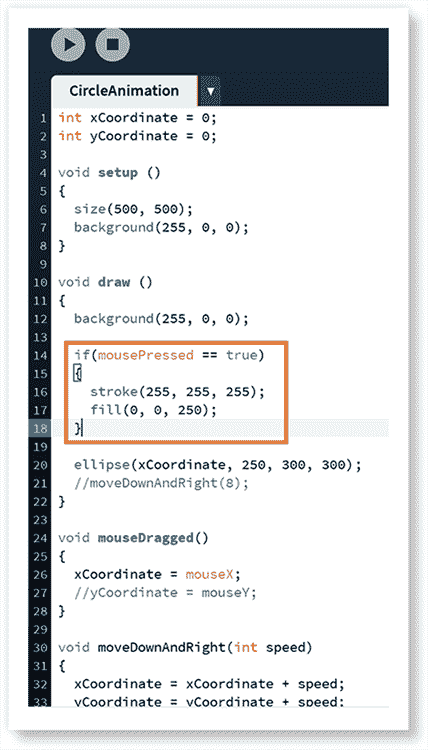 CircleAnimation
1 int xCoordinate = 0;
2 int yCoordinate = 0;
3
4 void setup ()
5 {
6 size(500, 500);
7 background(255, 0, 0);
8 }
9
10 void draw ()
11 {
12 background(255, 0, 0);
13
14 if(mousePressed == true)
15 {
16 stroke(255, 255, 255);
17 fill(0, 0, 250);
18 }
19
20 ellipse(xCoordinate, 250, 300, 300);
21 //moveDownAndRight(8);
22 }
23
24 void mouseDragged()
25 {
26 xCoordinate = mouseX;
27 //yCoordinate = mouseY;
28 }
29
30 void moveDownAndRight(int speed)
31 {
32 xCoordinate = xCoordinate + speed;
33 yCoordinate = yCoordinate + speed;